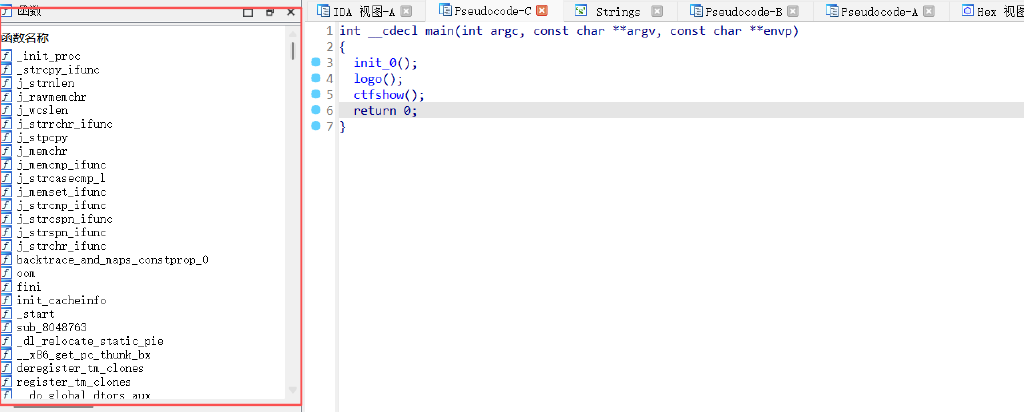 函数
函数名称
_init_proc
_strcpy_ifunc
j_strnlen
j_rawmemchr
j_wcslen
j_strrchr_ifunc
j_stpcpy
j_memchr
j_memcmp_ifunc
j_strcasecmp_l
j_memset_ifunc
j_strcmp_ifunc
j_strcspn_ifunc
j_strspn_ifunc
j_strchr_ifunc
backtrace_and_maps_constprop_0
oom
fini
init_cacheinfo
_start
sub_8048763
_dl_relocate_static_pie
__x86_get_pc_thunk_bx
deregister_tm_clones
register_tm_clones
__do_global_dtors_aux
IDA 视图-A
Pseudocode-C
Strings
Pseudocode-B
Pseudocode-A
Hex 视
1 int __cdecl main(int argc, const char **argv, const char **envp)
2 {
3 init_0();
4 logo();
5 ctfshow();
6 return 0;
7 }